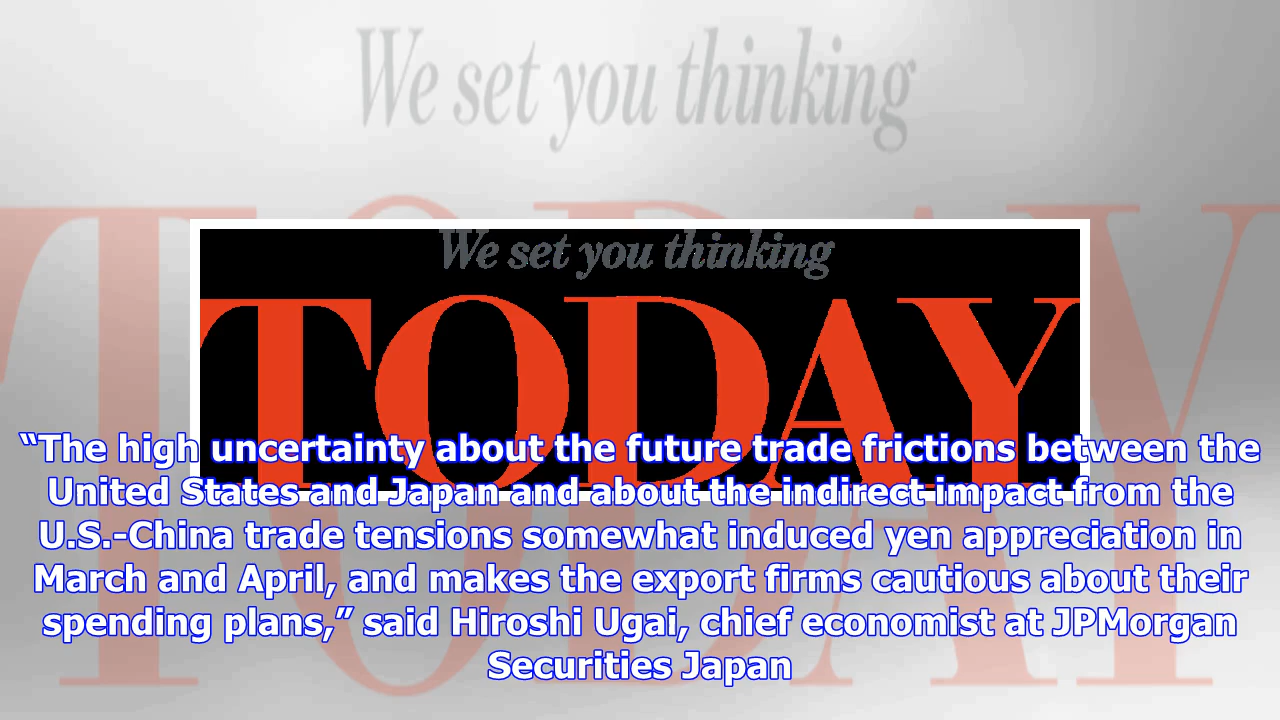 We set you thinking
TODAY
We set you thinking
TODAY
“The high uncertainty about the future trade frictions between the
United States and Japan and about the indirect impact from the
U.S.-China trade tensions somewhat induced yen appreciation in
March and April, and makes the export firms cautious about their
spending plans,” said Hiroshi Ugai, chief economist at JPMorgan
Securities Japan